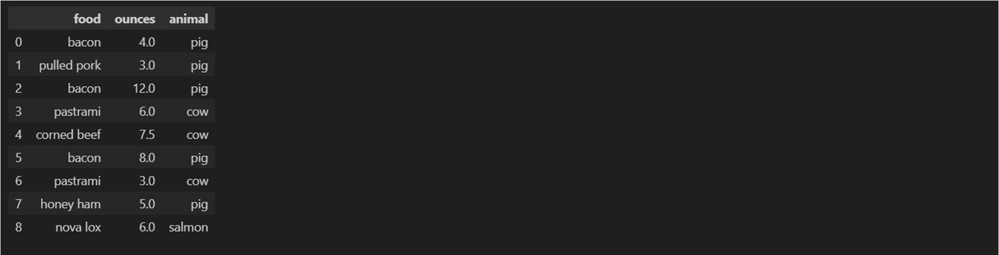 food ounces animal
0 bacon 4.0 pig
1 pulled pork 3.0 pig
2 bacon 12.0 pig
3 pastrami 6.0 cow
4 corned beef 7.5 cow
5 bacon 8.0 pig
6 pastrami 3.0 cow
7 honey ham 5.0 pig
8 nova lox 6.0 salmon